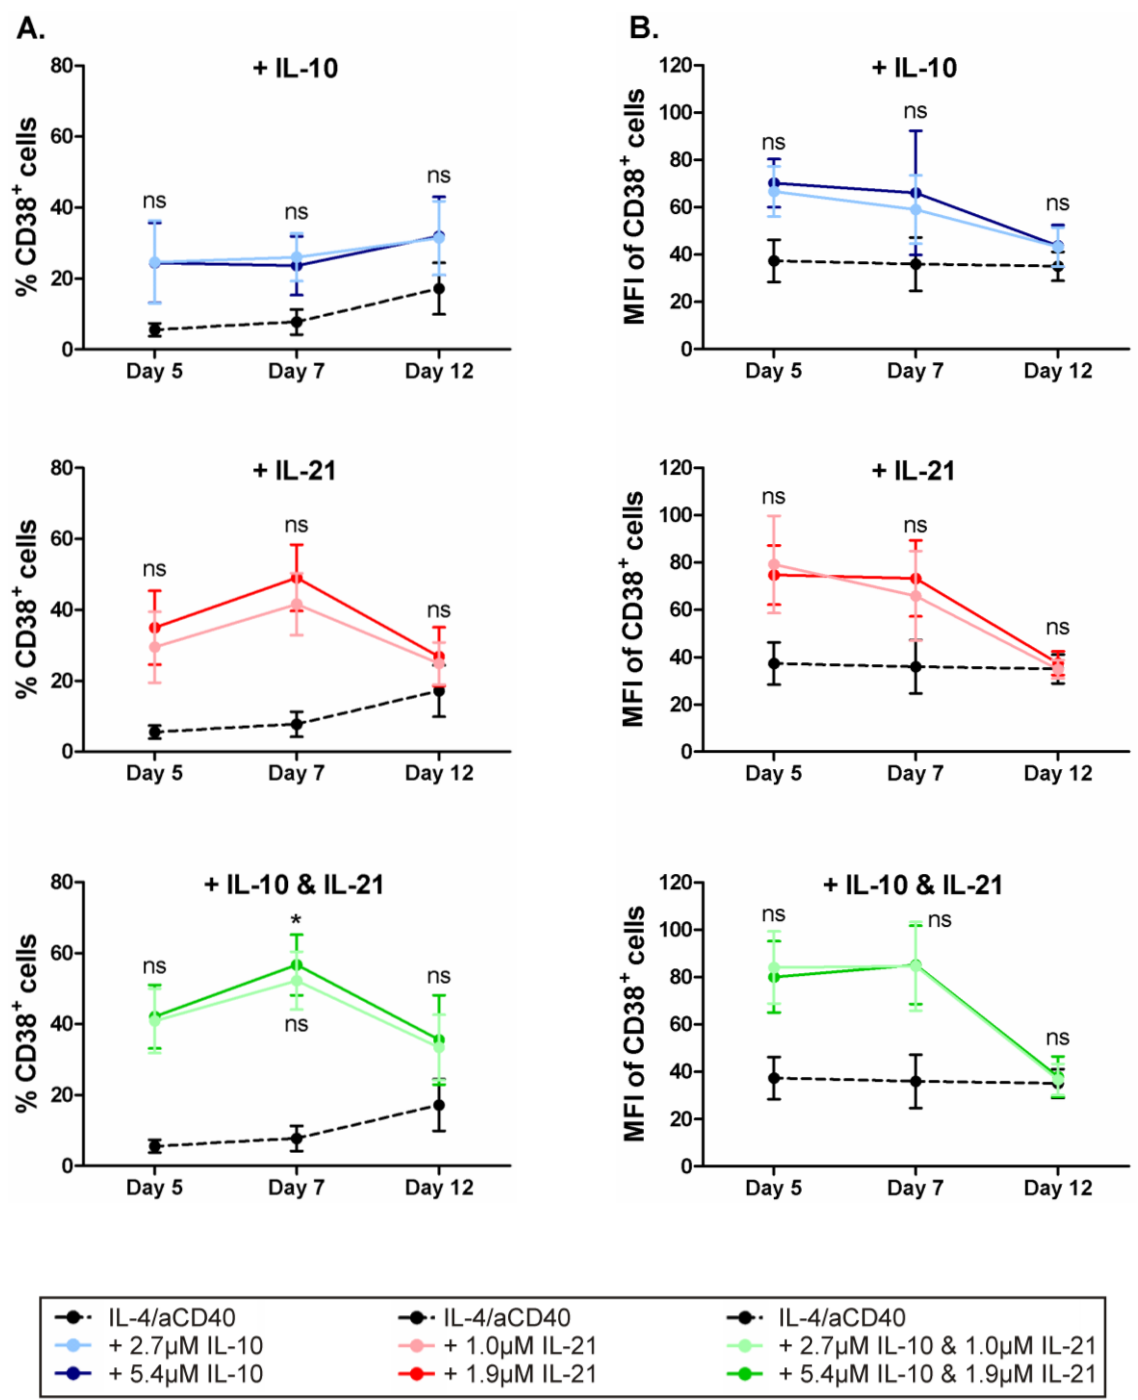 A.
B.
+ IL-10
% CD38+ cells
80
60
40
20
0
ns
ns
ns
Day 5
Day 7
Day 12
+ IL-10
MFI of CD38+ cells
120
100
80
60
40
20
0
ns
ns
ns
Day 5
Day 7
Day 12
+ IL-21
% CD38+ cells
80
60
40
20
0
ns
ns
ns
Day 5
Day 7
Day 12
+ IL-21
MFI of CD38+ cells
120
100
80
60
40
20
0
ns
ns
ns
Day 5
Day 7
Day 12
+ IL-10 & IL-21
% CD38+ cells
80
60
40
20
0
ns
*
ns
ns
Day 5
Day 7
Day 12
+ IL-10 & IL-21
MFI of CD38+ cells
120
100
80
60
40
20
0
ns
ns
ns
Day 5
Day 7
Day 12
IL-4/aCD40
+ 2.7µM IL-10
+ 5.4µM IL-10
IL-4/aCD40
+ 1.0µM IL-21
+ 1.9µM IL-21
IL-4/aCD40
+ 2.7µM IL-10 & 1.0µM IL-21
+ 5.4µM IL-10 & 1.9µM IL-21